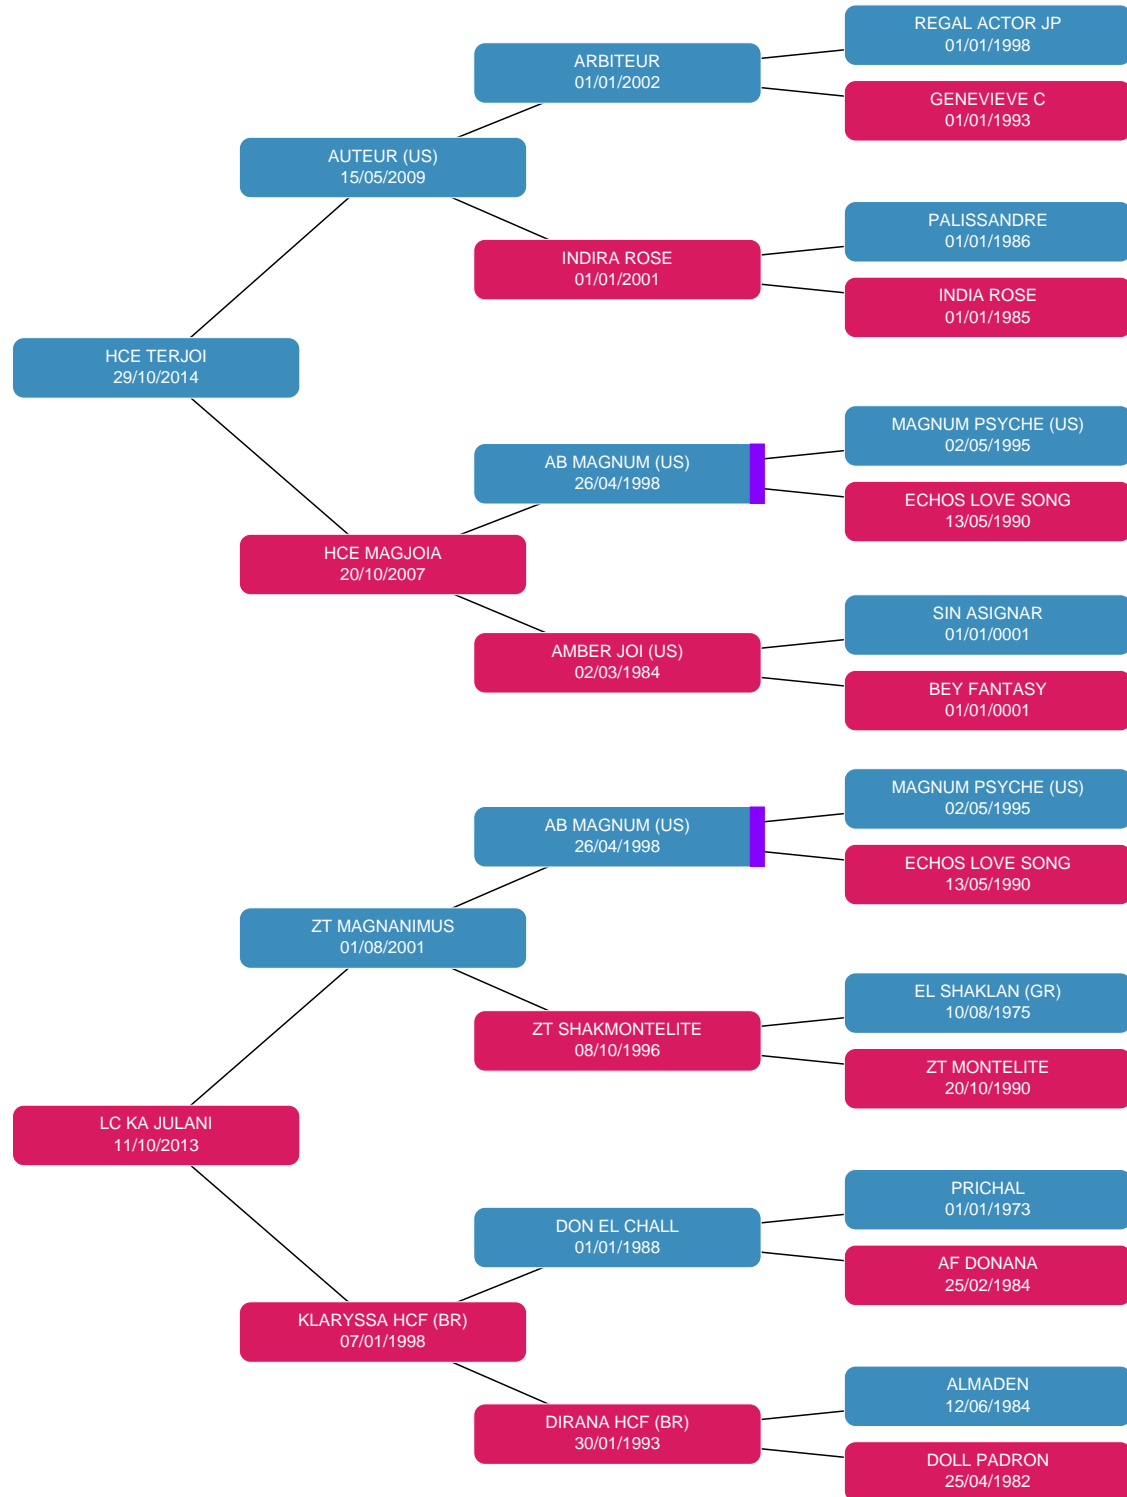 REGAL ACTOR JP
01/01/1998
ARBITEUR
01/01/2002
GENEVIEVE C
01/01/1993
AUTEUR (US)
15/05/2009
PALISSANDRE
01/01/1986
INDIRA ROSE
01/01/2001
INDIA ROSE
01/01/1985
HCE TERJOI
29/10/2014
MAGNUM PSYCHE (US)
02/05/1995
AB MAGNUM (US)
26/04/1998
ECHOS LOVE SONG
13/05/1990
HCE MAGJOIA
20/10/2007
SIN ASIGNAR
01/01/0001
AMBER JOI (US)
02/03/1984
BEY FANTASY
01/01/0001
MAGNUM PSYCHE (US)
02/05/1995
AB MAGNUM (US)
26/04/1998
ECHOS LOVE SONG
13/05/1990
ZT MAGNANIMUS
01/08/2001
EL SHAKLAN (GR)
10/08/1975
ZT SHAKMONTELITE
08/10/1996
ZT MONTELITE
20/10/1990
LC KA JULANI
11/10/2013
PRICHAL
01/01/1973
DON EL CHALL
01/01/1988
AF DONANA
25/02/1984
KLARYSSA HCF (BR)
07/01/1998
ALMADEN
12/06/1984
DIRANA HCF (BR)
30/01/1993
DOLL PADRON
25/04/1982